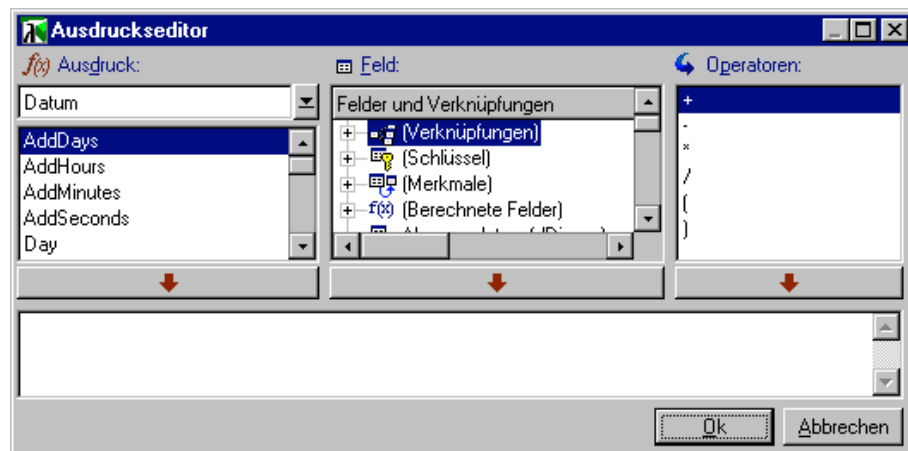 Ausdruckseditor
f(x) Ausdruck:
Datum
AddDays
AddHours
AddMinutes
AddSeconds
Day
Feld:
Felder und Verknüpfungen
(Verknüpfungen)
(Schlüssel)
(Merkmale)
f(x) (Berechnete Felder)
Operatoren:
+
-
*
/
(
)
Ok
Abbrechen